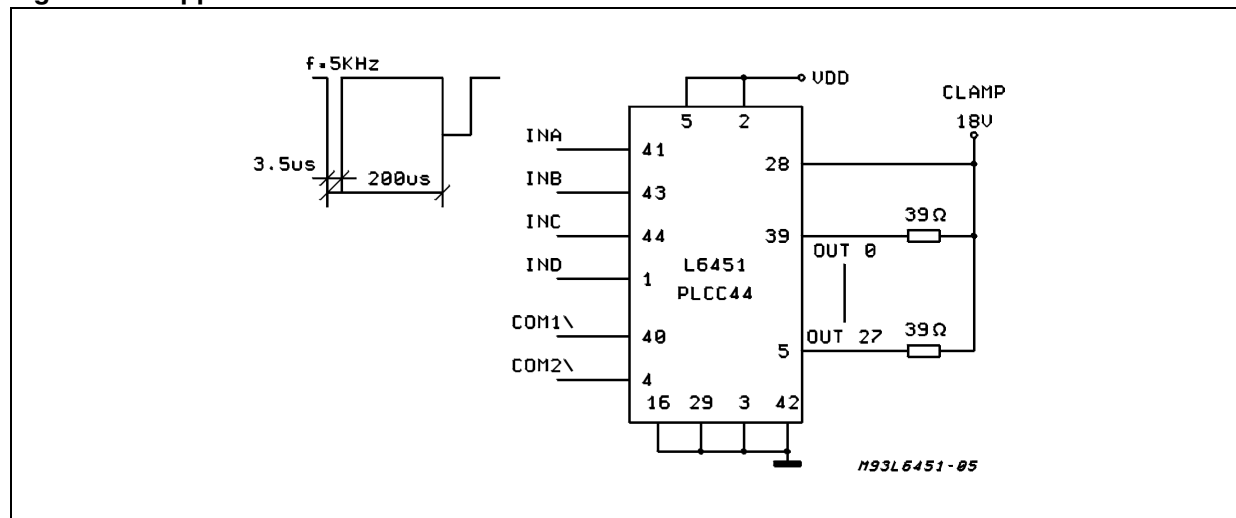 f=5KHz
3.5us
200us
INA
INB
INC
IND
COM1\
COM2\
41
43
44
1
40
4
5 2
VDD
L6451
PLCC44
28
39
5
16 29 3 42
CLAMP
18V
39Ω
OUT 0
OUT 27
39Ω
M93L6451-05